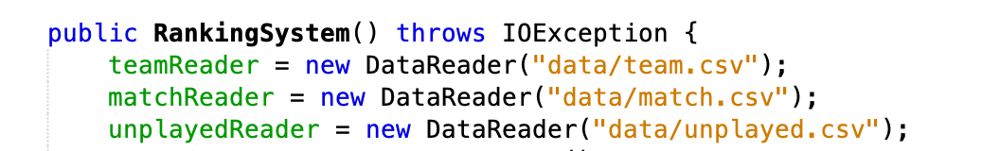 public RankingSystem() throws IOException {
teamReader = new DataReader("data/team.csv");
matchReader = new DataReader("data/match.csv");
unplayedReader = new DataReader("data/unplayed.csv");